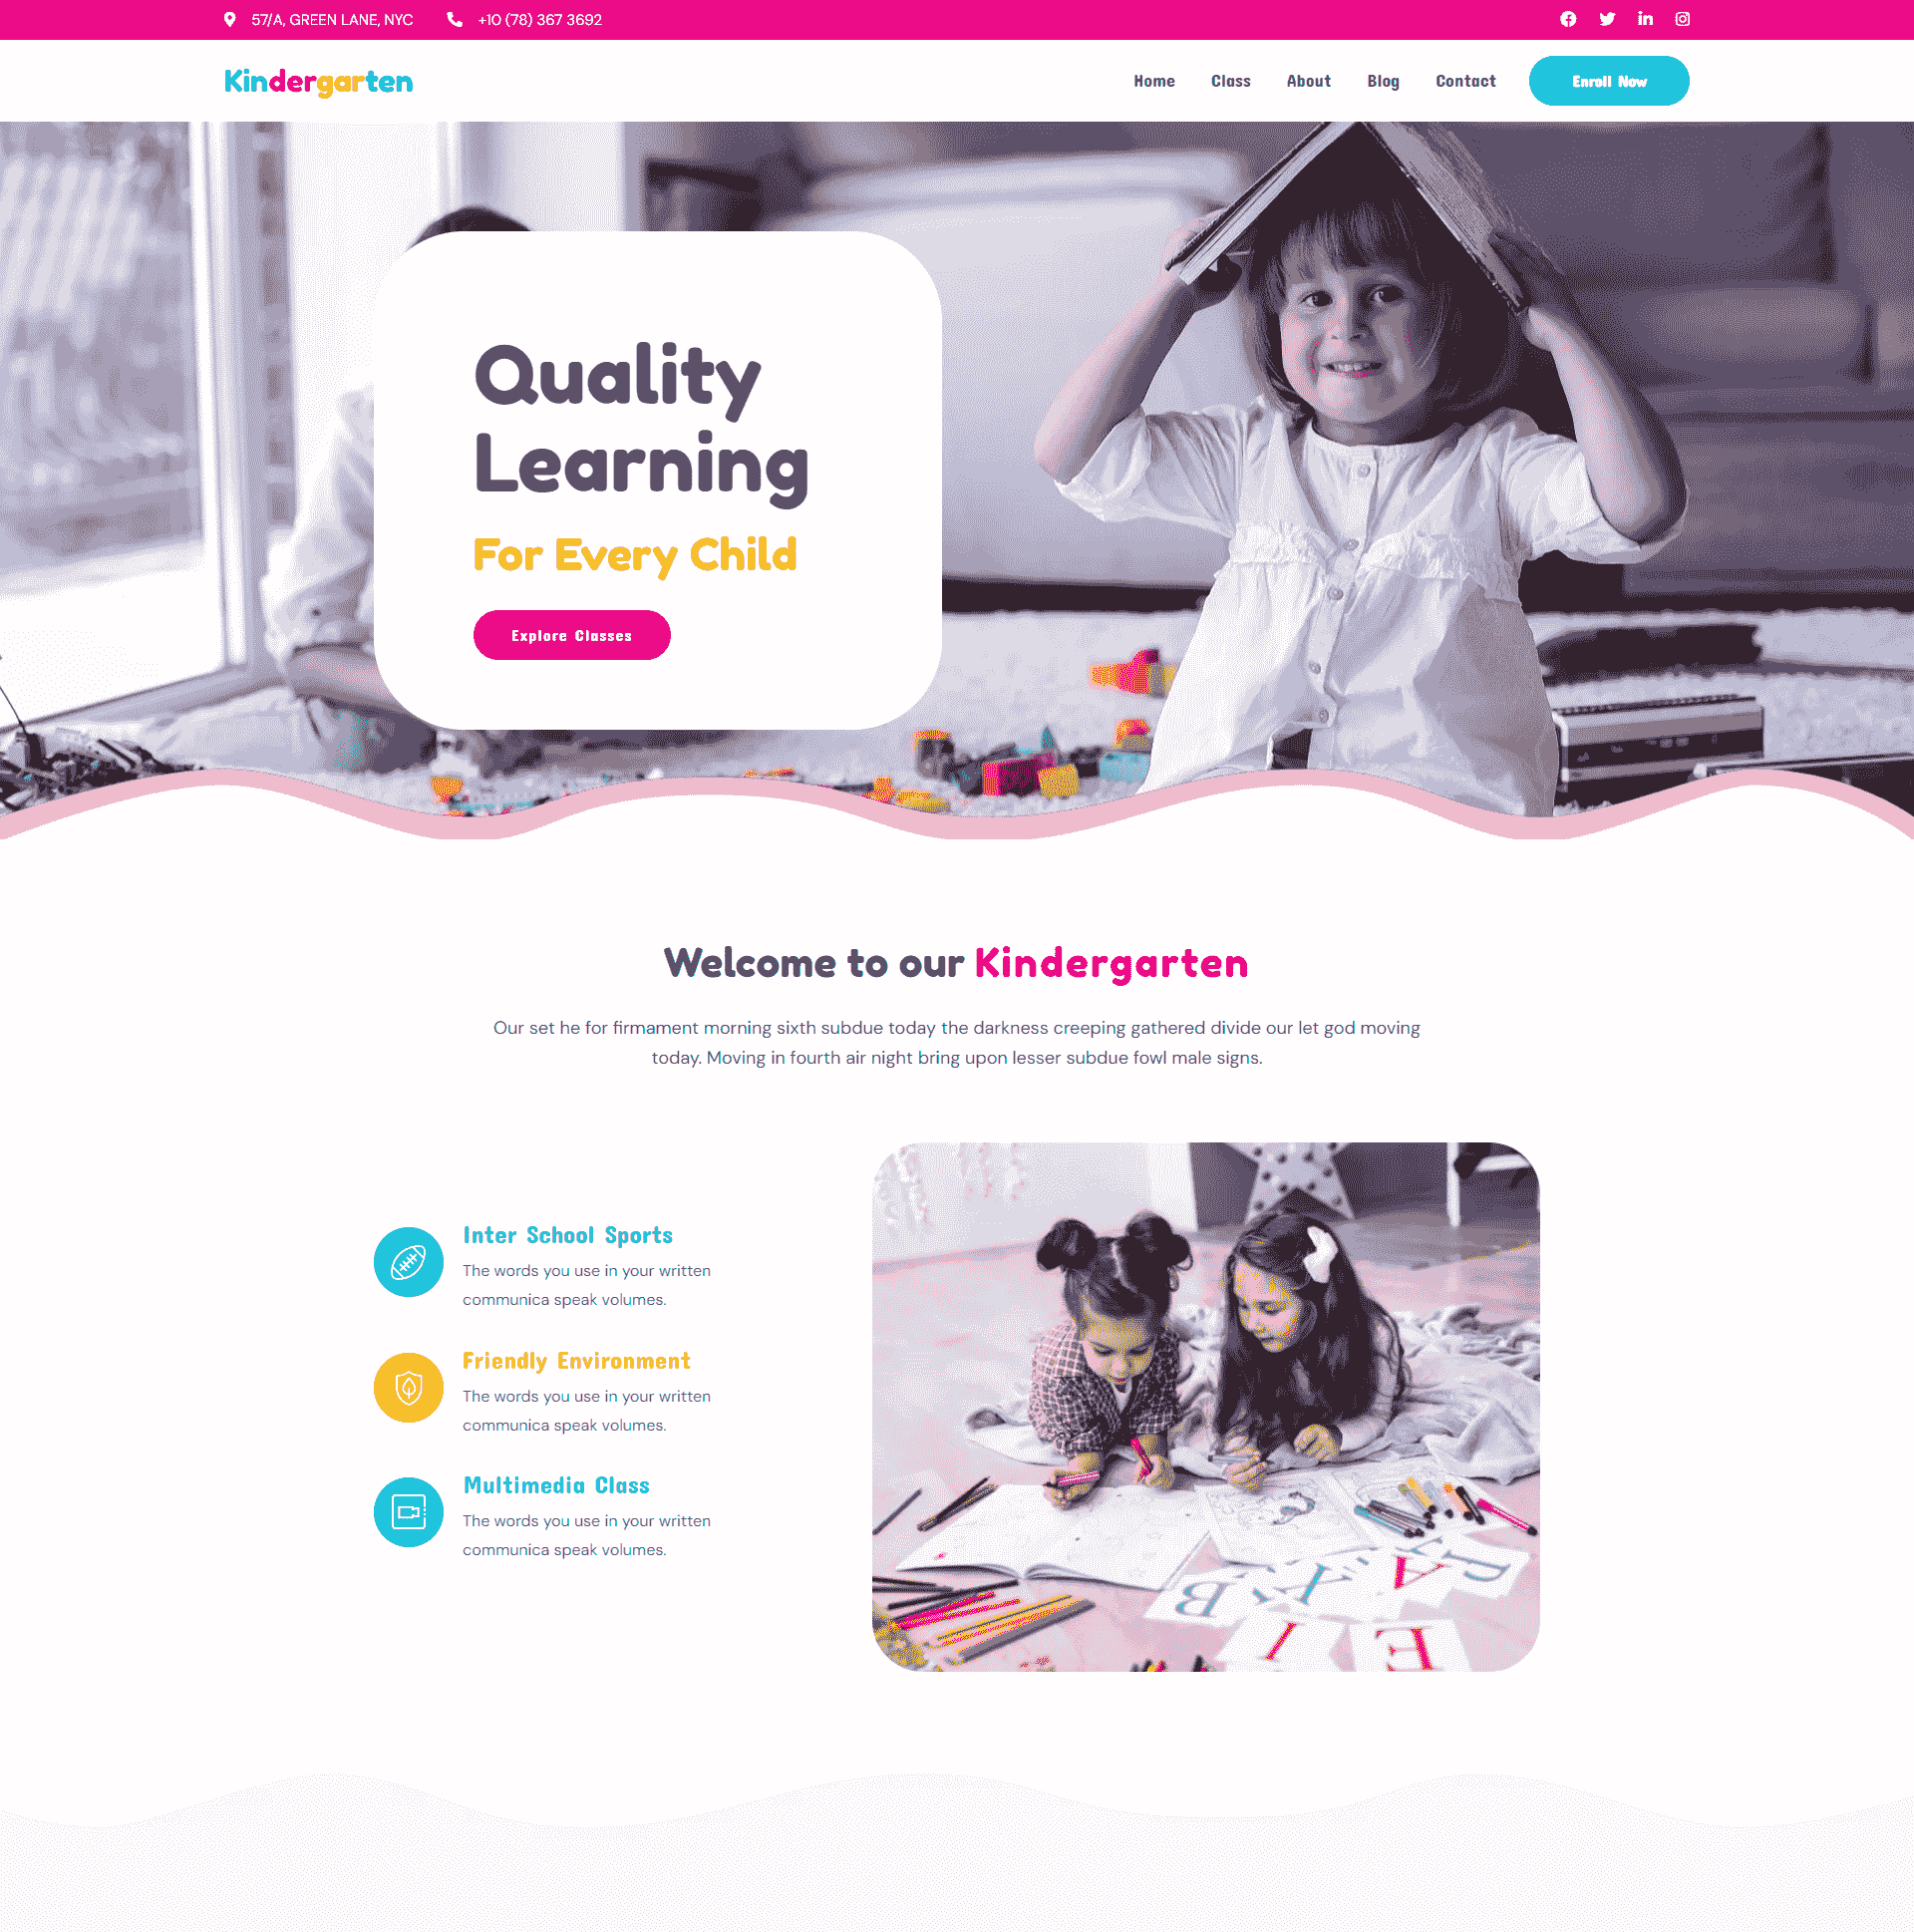 57/A, GREEN LANE, NYC
+10 (78) 367 3692
Kindergarten
Home
Class
About
Blog
Contact
Enroll Now
Quality
Learning
For Every Child
Explore Classes
Welcome to our Kindergarten
Our set he for firmament morning sixth subdue today the darkness creeping gathered divide our let god moving
today. Moving in fourth air night bring upon lesser subdue fowl male signs.
Inter School Sports
The words you use in your written
communica speak volumes.
Friendly Environment
The words you use in your written
communica speak volumes.
Multimedia Class
The words you use in your written
communica speak volumes.
B
X
A
R
I
E